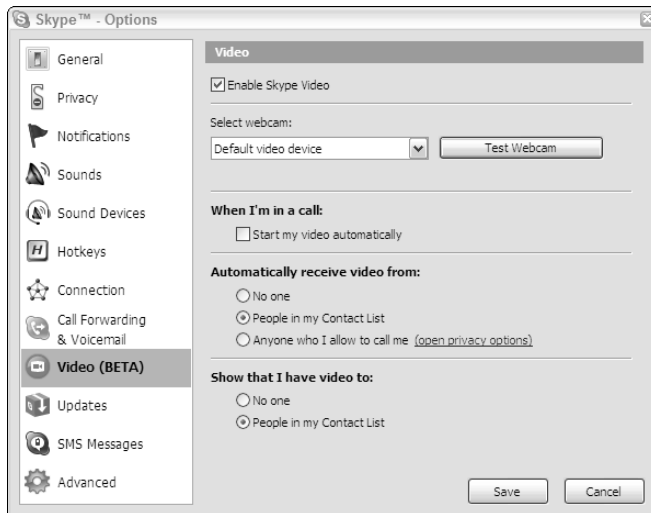 Skype™ - Options
General
Privacy
Notifications
Sounds
Sound Devices
H Hotkeys
Connection
Call Forwarding
& Voicemail
Video (BETA)
Updates
SMS Messages
Advanced
Video
Enable Skype Video
Select webcam:
Default video device
Test Webcam
When I'm in a call:
Start my video automatically
Automatically receive video from:
No one
People in my Contact List
Anyone who I allow to call me (open privacy options)
Show that I have video to:
No one
People in my Contact List
Save
Cancel